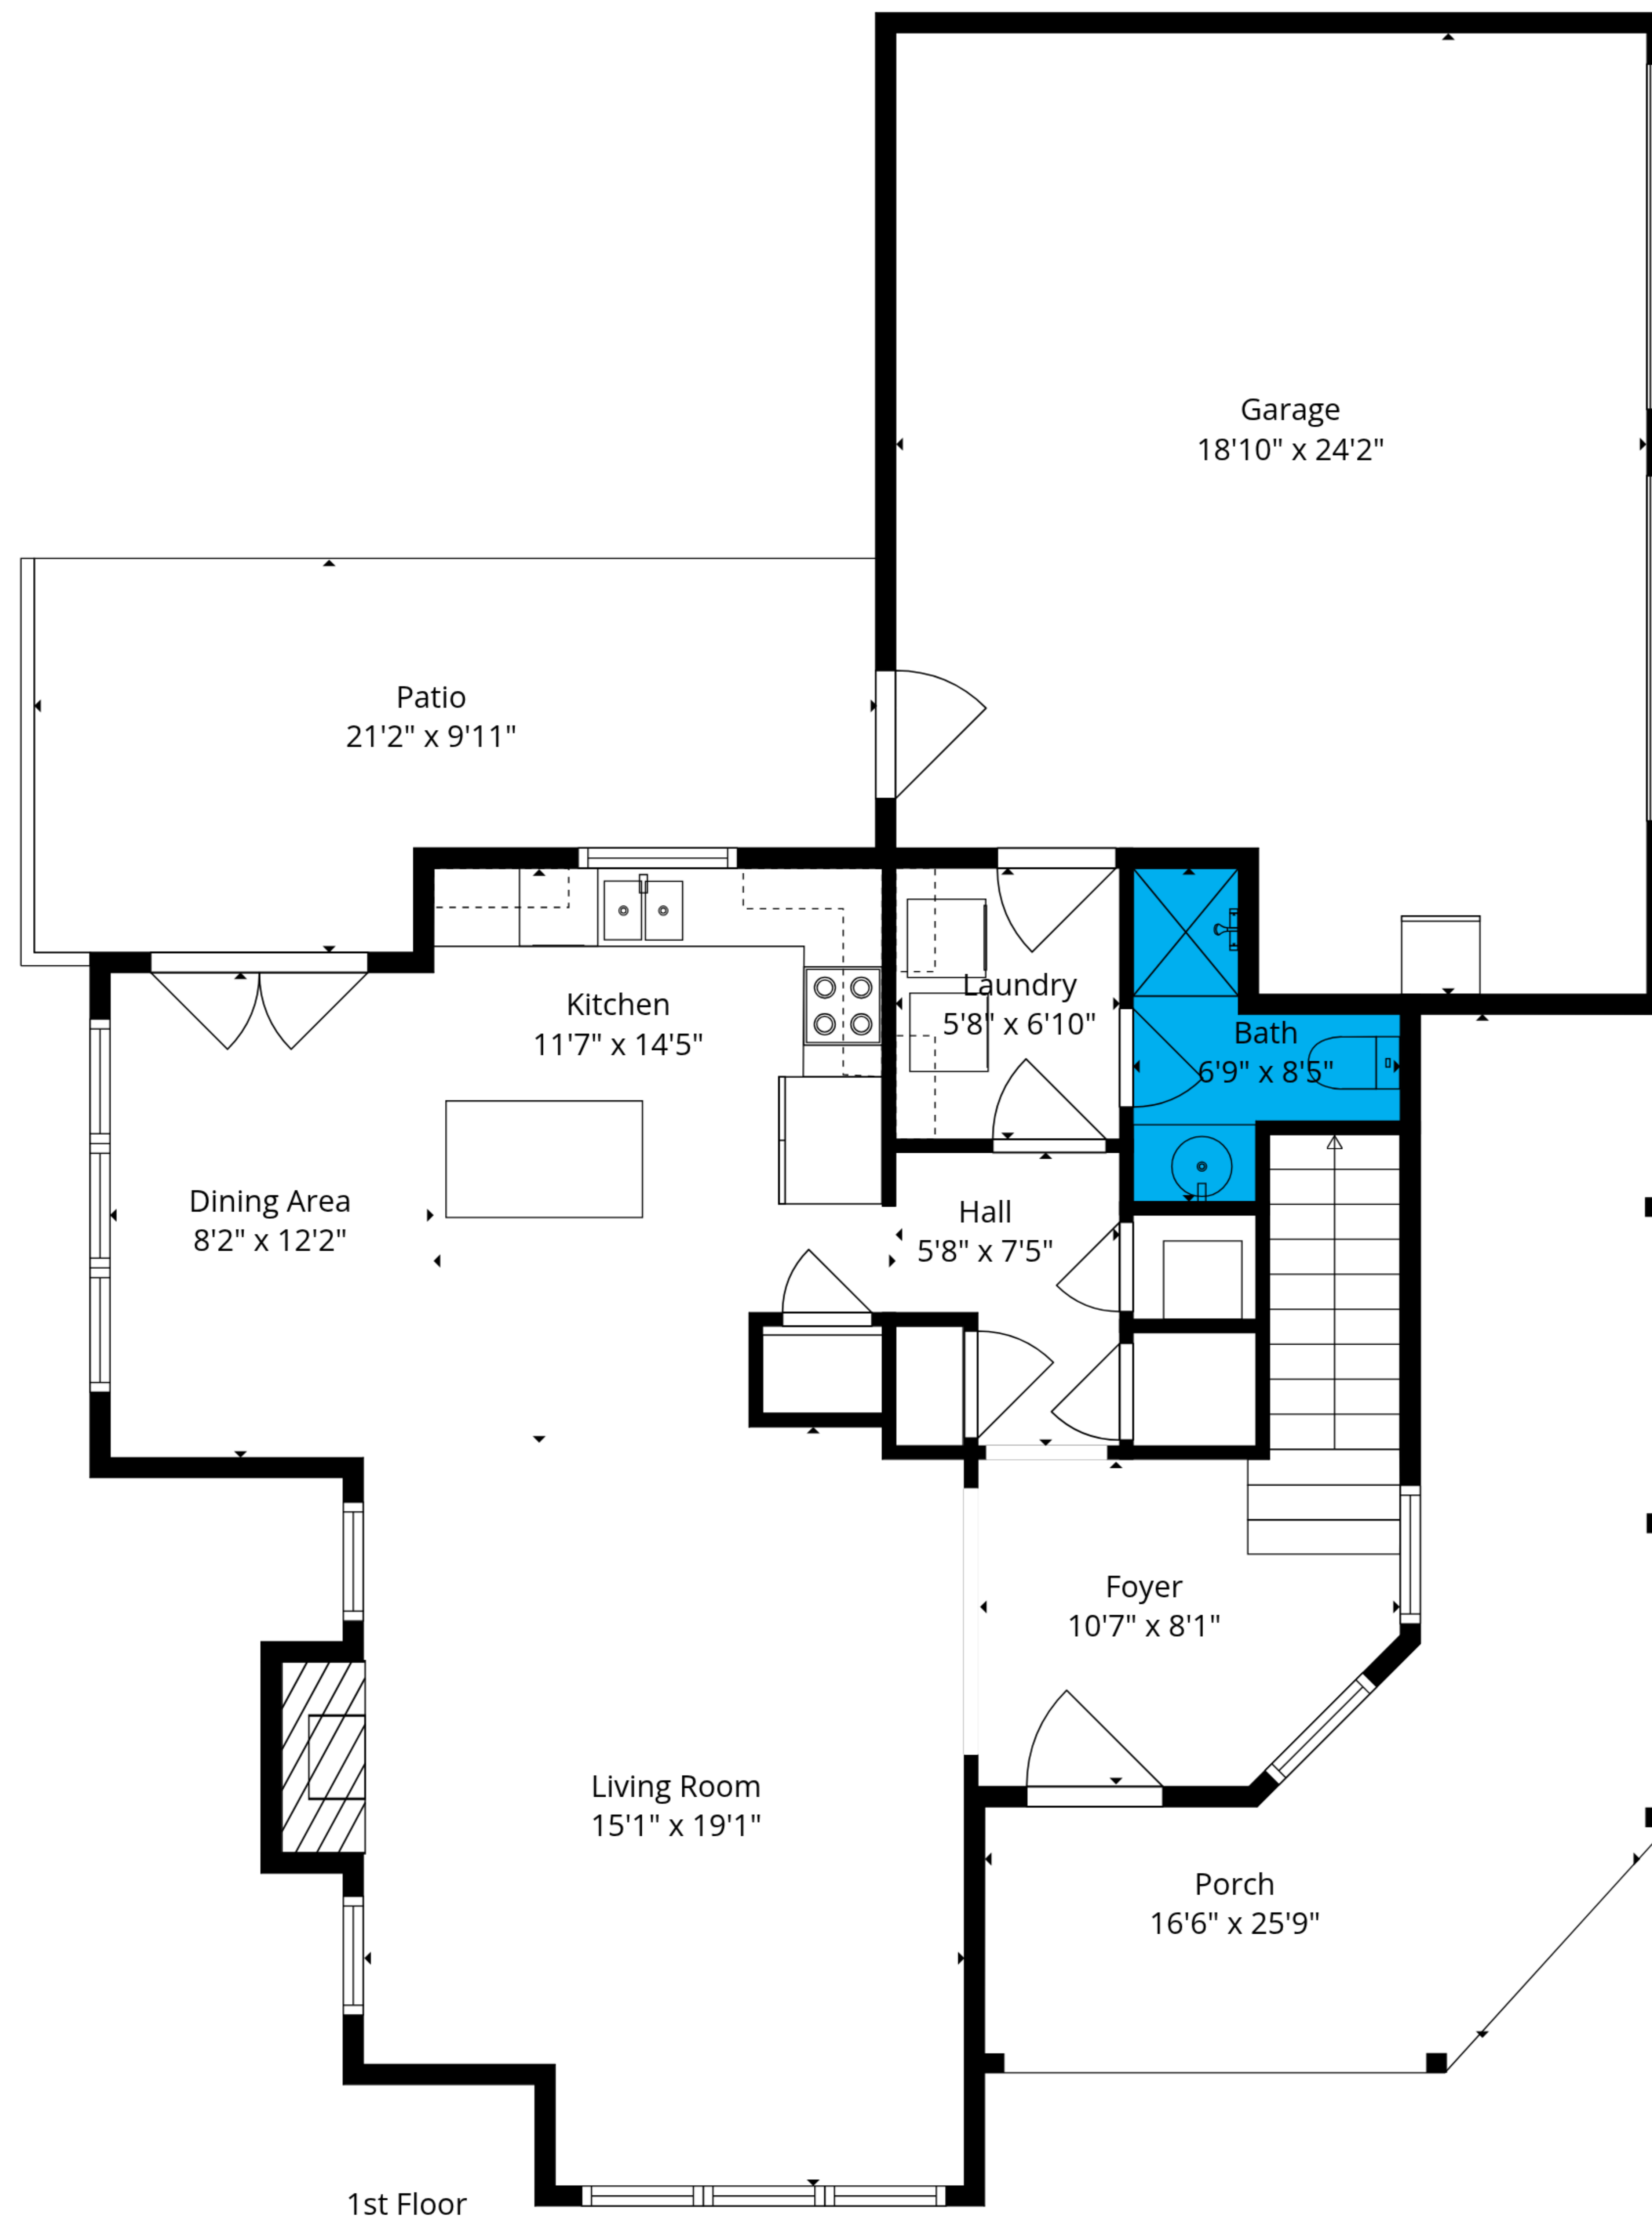 Garage
18'10" x 24'2"
Patio
21'2" x 9'11"
Kitchen
11'7" x 14'5"
Laundry
5'8" x 6'10"
Bath
6'9" x 8'5"
Dining Area
8'2" x 12'2"
Hall
5'8" x 7'5"
Foyer
10'7" x 8'1"
Living Room
15'1" x 19'1"
Porch
16'6" x 25'9"
1st Floor